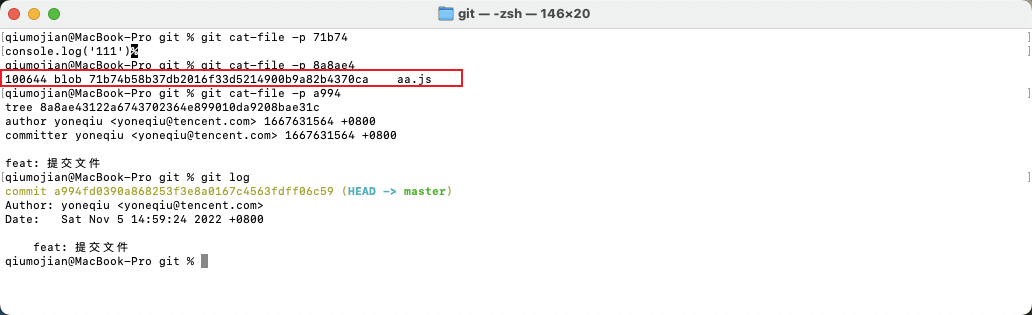 git — -zsh — 146×20
[qiumojian@MacBook-Pro git % git cat-file -p 71b74 ]
[console.log('111')% ]
qiumojian@MacBook-Pro git % git cat-file -p 8a8ae4
100644 blob 71b74b58b37db2016f33d5214900b9a82b4370ca    aa.js
[qiumojian@MacBook-Pro git % git cat-file -p a994 ]
tree 8a8ae43122a6743702364e899010da9208bae31c
author yoneqiu <yoneqiu@tencent.com> 1667631564 +0800
committer yoneqiu <yoneqiu@tencent.com> 1667631564 +0800
feat: 提交文件
[qiumojian@MacBook-Pro git % git log ]
commit a994fd0390a868253f3e8a0167c4563fdff06c59 (HEAD -> master)
Author: yoneqiu <yoneqiu@tencent.com>
Date:   Sat Nov 5 14:59:24 2022 +0800
feat: 提交文件
qiumojian@MacBook-Pro git %